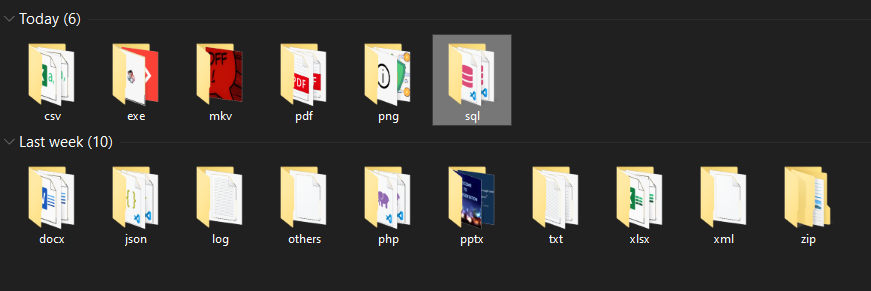 Today (6)
csv exe mkv pdf png sql
Last week (10)
docx json log others php pptx txt xlsx xml zip